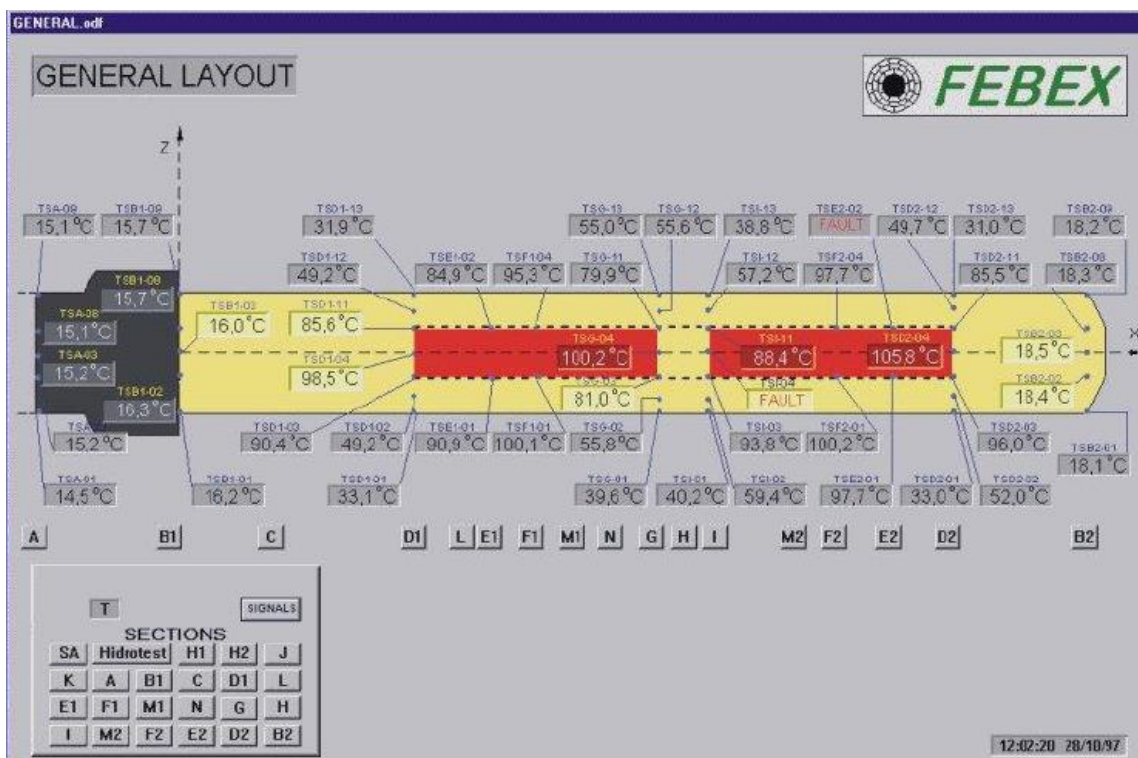 GENERAL.odf
GENERAL LAYOUT
FEBEX
Z
TSA-09 TSB1-09 TSD1-13 TSG-13 TSG-12 TSI-13 TSE2-02 TSD2-12 TSD2-13 TSB2-09
15,1 °C 15,7 °C 31,9 °C 55,0 °C 55,6 °C 38,8 °C FAULT 49,7 °C 31,0 °C 18,2 °C
TSD1-12 TSE1-02 TSF1-04 TSG-11 TSI-12 TSF2-04 TSD2-11 TSB2-08
49,2 °C 84,9 °C 95,3 °C 79,9 °C 57,2 °C 97,7 °C 85,5 °C 18,3 °C
TSB1-08
15,7 °C
TSB1-03 TSD1-11
16,0 °C 85,6 °C
TSA-08
15,1 °C
TSG-04 TSI-11 TSD2-04 TSB2-03
100,2 °C 88,4 °C 105,8 °C 18,5 °C
X
TSA-03 TSD1-04
15,2 °C 98,5 °C
TSG-03 TSI-04 TSB2-02
81,0 °C FAULT 18,4 °C
TSB1-02
16,3 °C
TSD1-03 TSD1-02 TSE1-01 TSF1-01 TSG-02 TSI-03 TSF2-01 TSD2-03
15,2 °C 90,4 °C 49,2 °C 90,9 °C 100,1 °C 55,8 °C 93,8 °C 100,2 °C 96,0 °C
TSB2-01
18,1 °C
TSA-01 TSB1-01 TSD1-01 TSG-01 TSI-01 TSI-02 TSE2-01 TSD2-01 TSD2-02
14,5 °C 16,2 °C 33,1 °C 39,6 °C 40,2 °C 59,4 °C 97,7 °C 33,0 °C 52,0 °C
A B1 C D1 L E1 F1 M1 N G H I M2 F2 E2 D2 B2
T SIGNALS
SECTIONS
SA Hidrotest H1 H2 J
K A B1 C D1 L
E1 F1 M1 N G H
I M2 F2 E2 D2 B2
12:02:20 28/10/97